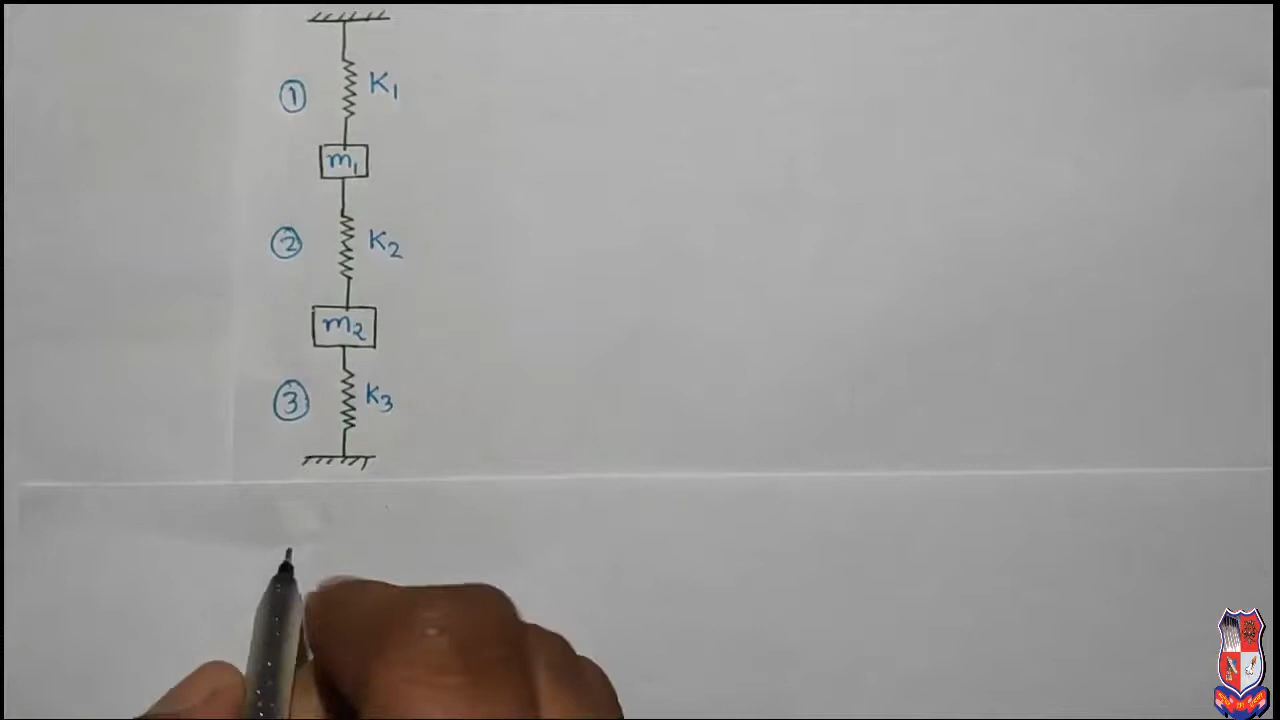 ① K1
m1
② K2
m2
③ K3